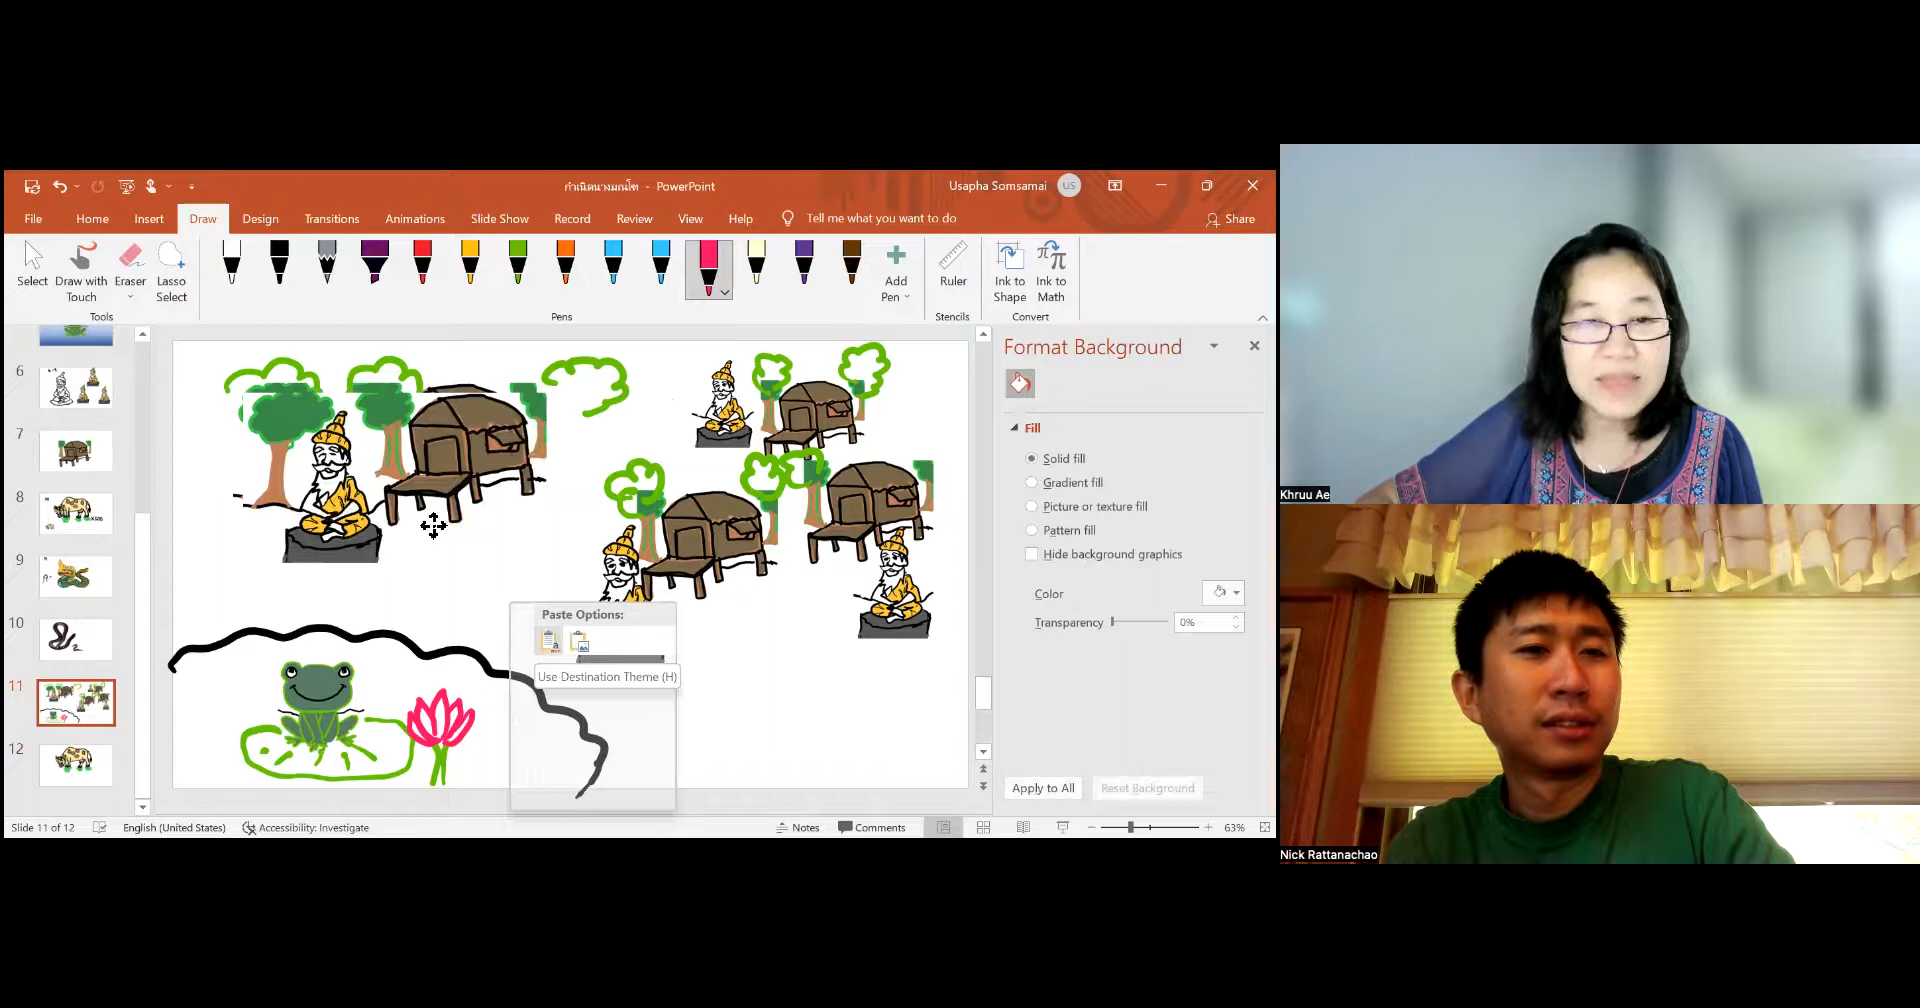 กำเนิดนางมณโฑ - PowerPoint
Usapha Somsamai
US
File Home Insert Draw Design Transitions Animations Slide Show Record Review View Help Tell me what you want to do Share
Select
Draw with Touch
Eraser
Lasso Select
Add Pen
Ruler
Ink to Shape
Ink to Math
Tools Pens Stencils Convert
6
7
8
9
10
11
12
Paste Options:
Use Destination Theme (H)
Format Background
Fill
Solid fill
Gradient fill
Picture or texture fill
Pattern fill
Hide background graphics
Color
Transparency 0%
Apply to All Reset Background
Slide 11 of 12 English (United States) Accessibility: Investigate Notes Comments 63%
Khruu Ae
Nick Rattanachao